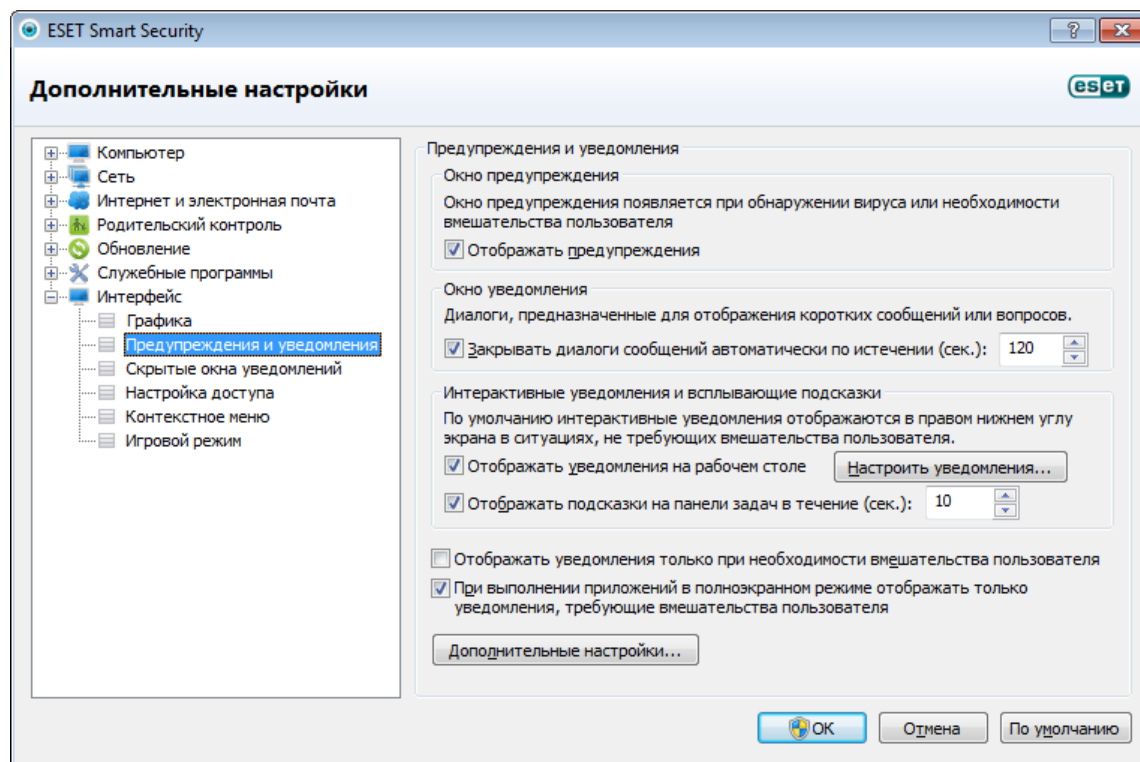 ESET Smart Security
Дополнительные настройки
eset
Компьютер
Сеть
Интернет и электронная почта
Родительский контроль
Обновление
Служебные программы
Интерфейс
Графика
Предупреждения и уведомления
Скрытые окна уведомлений
Настройка доступа
Контекстное меню
Игровой режим
Предупреждения и уведомления
Окно предупреждения
Окно предупреждения появляется при обнаружении вируса или необходимости
вмешательства пользователя
Отображать предупреждения
Окно уведомления
Диалоги, предназначенные для отображения коротких сообщений или вопросов.
Закрывать диалоги сообщений автоматически по истечении (сек.): 120
Интерактивные уведомления и всплывающие подсказки
По умолчанию интерактивные уведомления отображаются в правом нижнем углу
экрана в ситуациях, не требующих вмешательства пользователя.
Отображать уведомления на рабочем столе Настроить уведомления...
Отображать подсказки на панели задач в течение (сек.): 10
Отображать уведомления только при необходимости вмешательства пользователя
При выполнении приложений в полноэкранном режиме отображать только
уведомления, требующие вмешательства пользователя
Дополнительные настройки...
OK Отмена По умолчанию